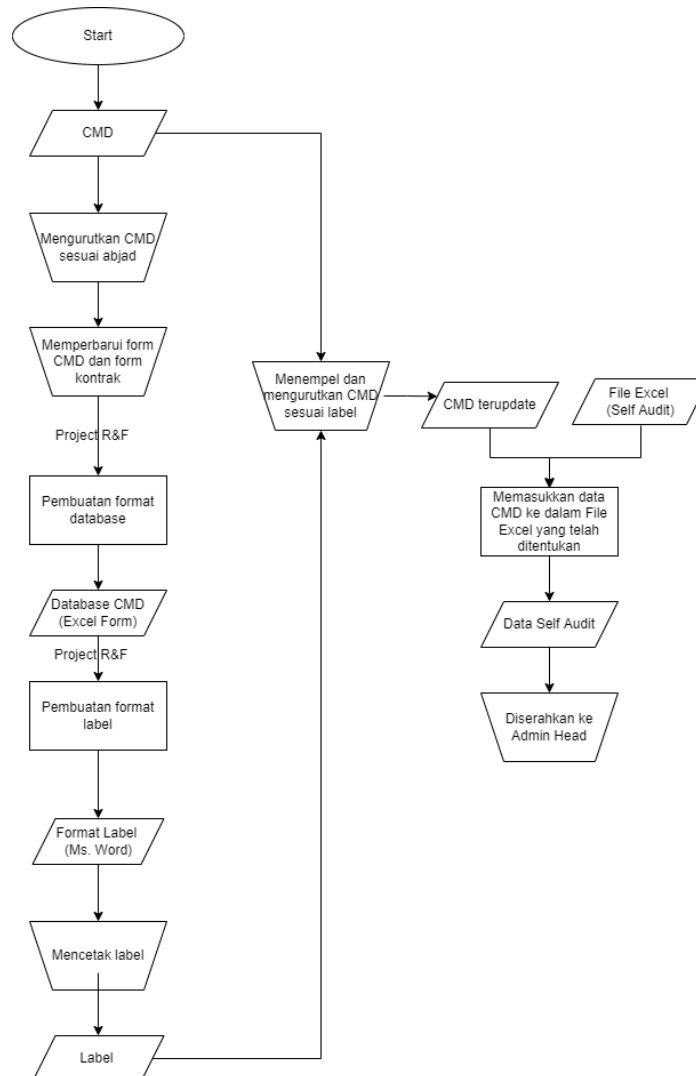 Start
CMD
Mengurutkan CMD
sesuai abjad
Memperbarui form
CMD dan form
kontrak
Project R&F
Pembuatan format
database
Database CMD
(Excel Form)
Project R&F
Pembuatan format
label
Format Label
(Ms. Word)
Mencetak label
Label
Menempel dan
mengurutkan CMD
sesuai label
CMD terupdate
File Excel
(Self Audit)
Memasukkan data
CMD ke dalam File
Excel yang telah
ditentukan
Data Self Audit
Diserahkan ke
Admin Head